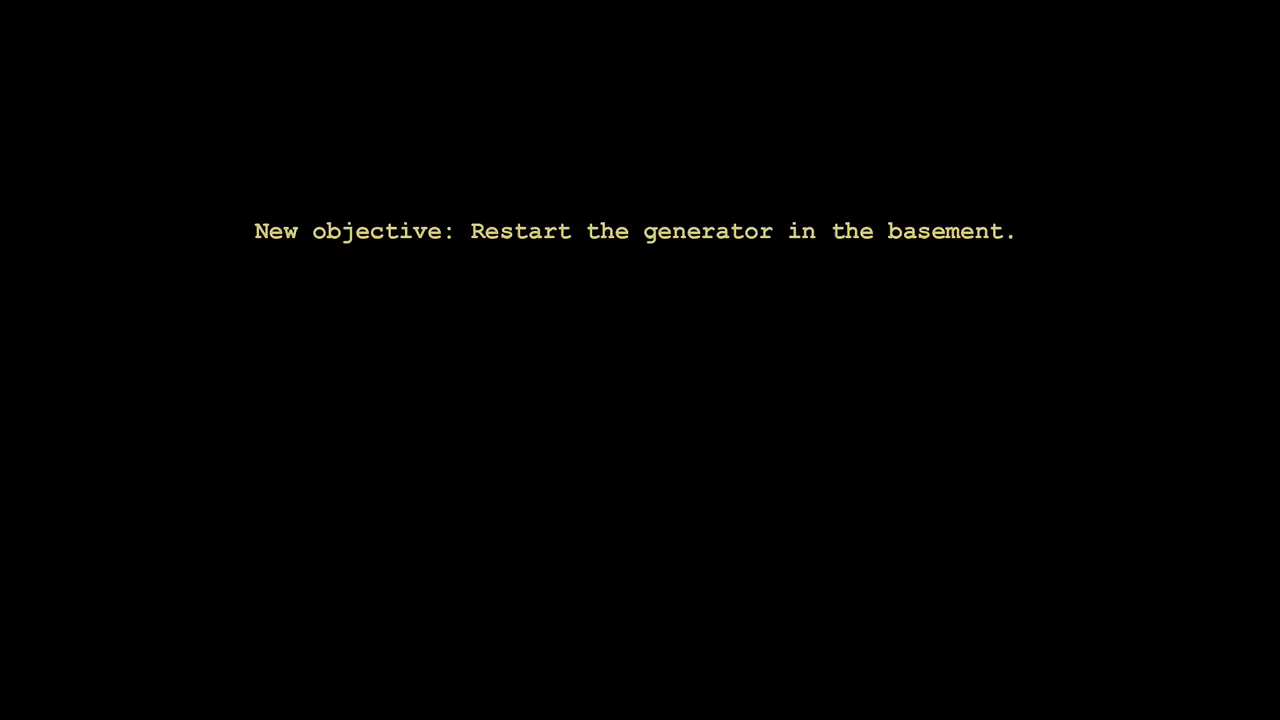 New objective: Restart the generator in the basement.